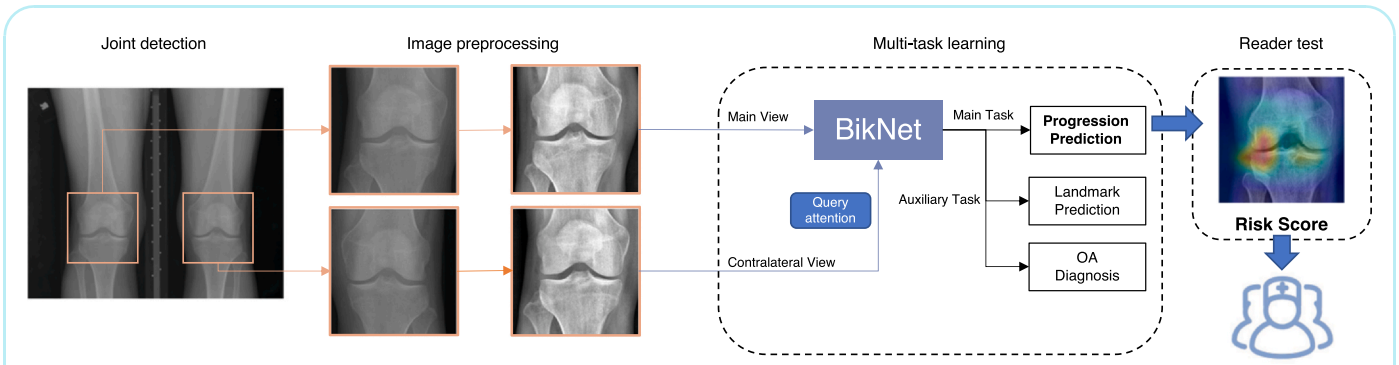 Joint detection
Image preprocessing
Multi-task learning
Reader test
Main View
BikNet
Main Task
Progression
Prediction
Query
attention
Auxiliary Task
Landmark
Prediction
Contralateral View
OA
Diagnosis
Risk Score